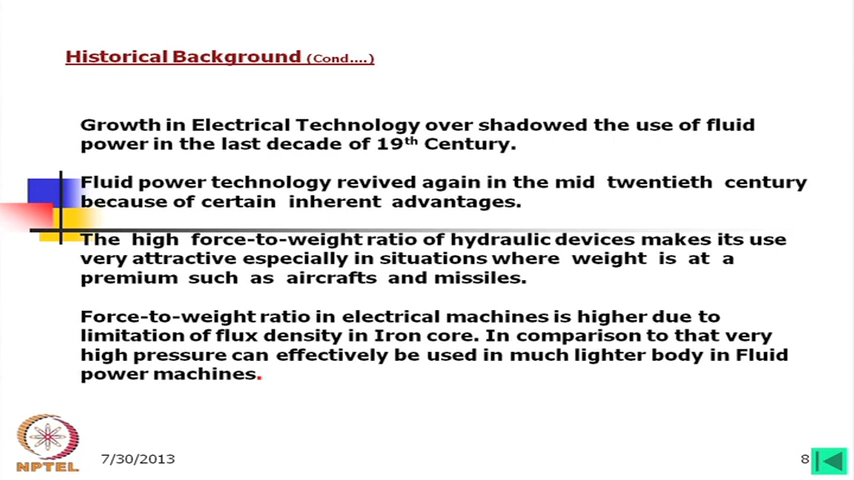 Historical Background (Cond....)
Growth in Electrical Technology over shadowed the use of fluid
power in the last decade of 19th Century.
Fluid power technology revived again in the mid twentieth century
because of certain inherent advantages.
The high force-to-weight ratio of hydraulic devices makes its use
very attractive especially in situations where weight is at a
premium such as aircrafts and missiles.
Force-to-weight ratio in electrical machines is higher due to
limitation of flux density in Iron core. In comparison to that very
high pressure can effectively be used in much lighter body in Fluid
power machines.
NPTEL
7/30/2013
8